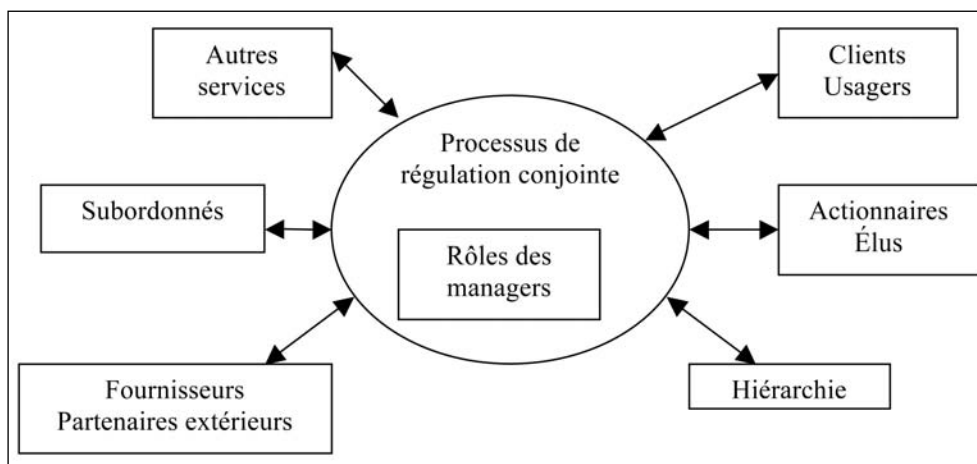 Autres
services
Clients
Usagers
Processus de
régulation conjointe
Subordonnés
Actionnaires
Élus
Rôles des
managers
Fournisseurs
Partenaires extérieurs
Hiérarchie